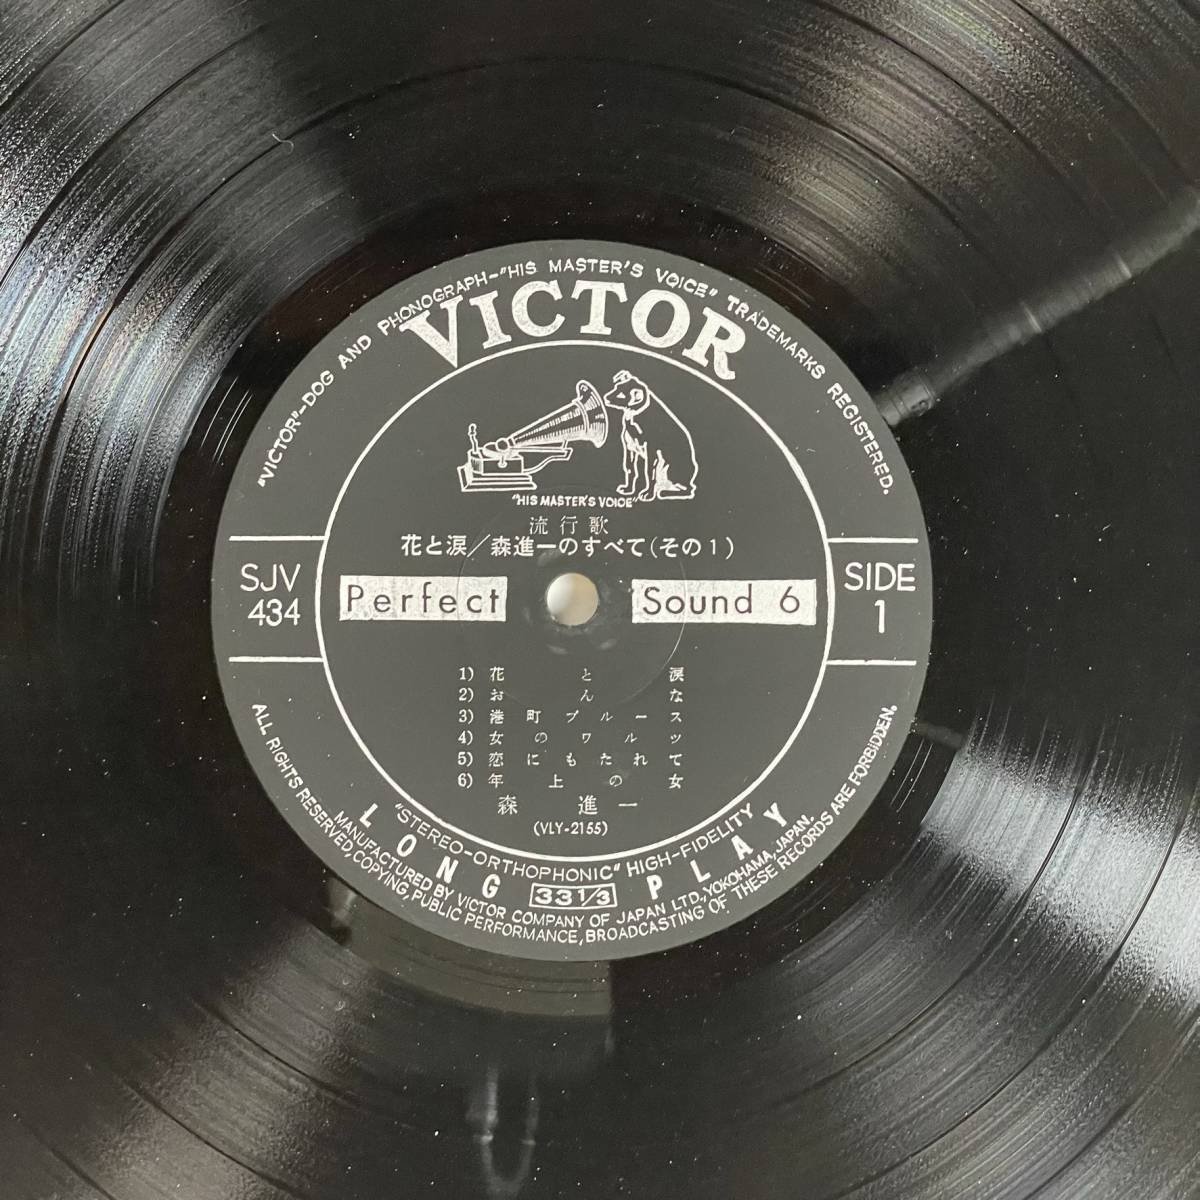 "VICTOR"-DOG AND PHONOGRAPH-"HIS MASTER'S VOICE" TRADEMARKS REGISTERED.
VICTOR
"HIS MASTER'S VOICE"
流行歌
花と涙/森進一のすべて(その1)
SJV
434
Perfect Sound 6
SIDE
1
1) 花と涙
2) おんな
3) 港町ブルース
4) 女のワルツ
5) 恋にもたれて
6) 年上の女
森進一
(VLY-2155)
"STEREO-ORTHOPHONIC" HIGH-FIDELITY
LONG 33 1/3 PLAY
MANUFACTURED BY VICTOR COMPANY OF JAPAN LTD., YOKOHAMA, JAPAN.
ALL RIGHTS RESERVED, COPYING, PUBLIC PERFORMANCE, BROADCASTING OF THESE RECORDS ARE FORBIDDEN.